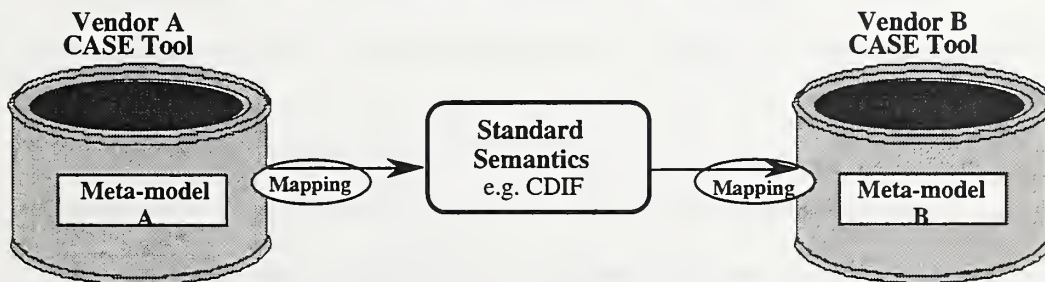 Vendor A
CASE Tool
Vendor B
CASE Tool
Meta-model
A
Mapping
Standard
Semantics
e.g. CDIF
Mapping
Meta-model
B